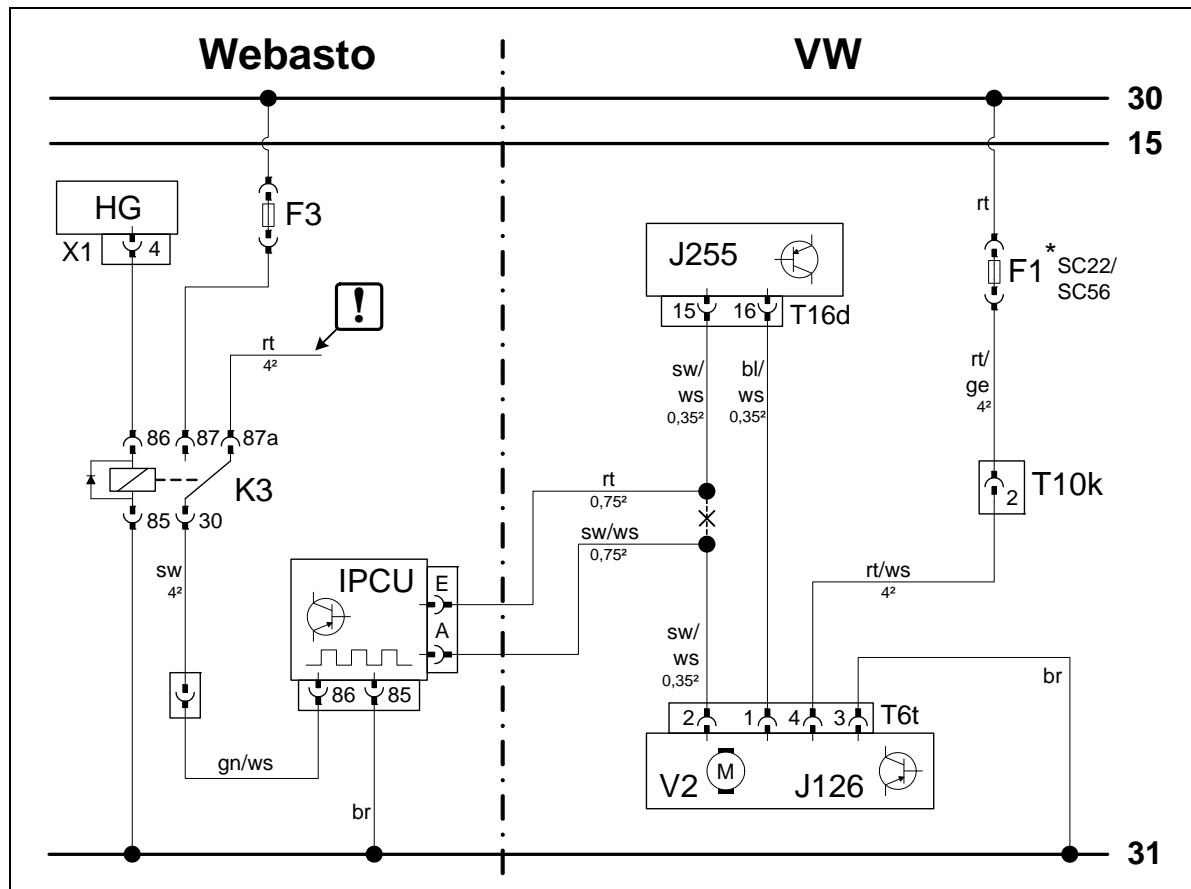 Webasto
VW
30
15
HG
X1
4
F3
!
rt
4²
86
87
87a
K3
85
30
sw
4²
IPCU
E
A
86
85
gn/ws
br
rt
0,75²
sw/ws
0,75²
J255
15
16
T16d
sw/
ws
0,35²
bl/
ws
0,35²
sw/
ws
0,35²
rt
F1* SC22/
SC56
rt/
ge
4²
T10k
2
rt/ws
4²
br
2
1
4
3
T6t
V2
M
J126
31